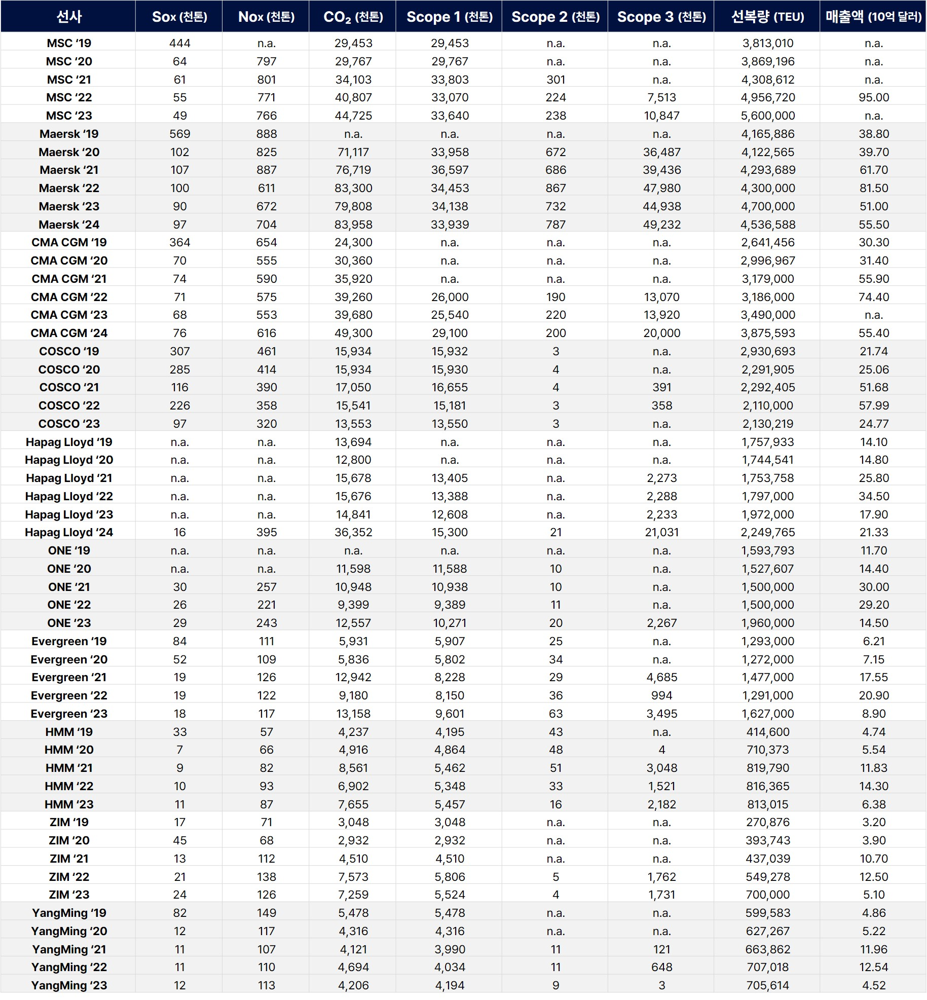 선사 Sox (천톤) Nox (천톤) CO₂ (천톤) Scope 1 (천톤) Scope 2 (천톤) Scope 3 (천톤) 선복량 (TEU) 매출액 (10억 달러)
MSC ‘19 444 n.a. 29,453 29,453 n.a. n.a. 3,813,010 n.a.
MSC ‘20 64 797 29,767 29,767 n.a. n.a. 3,869,196 n.a.
MSC ‘21 61 801 34,103 33,803 301 n.a. 4,308,612 n.a.
MSC ‘22 55 771 40,807 33,070 224 7,513 4,956,720 95.00
MSC ‘23 49 766 44,725 33,640 238 10,847 5,600,000 n.a.
Maersk ‘19 569 888 n.a. n.a. n.a. n.a. 4,165,886 38.80
Maersk ‘20 102 825 71,117 33,958 672 36,487 4,122,565 39.70
Maersk ‘21 107 887 76,719 36,597 686 39,436 4,293,689 61.70
Maersk ‘22 100 611 83,300 34,453 867 47,980 4,300,000 81.50
Maersk ‘23 90 672 79,808 34,138 732 44,938 4,700,000 51.00
Maersk ‘24 97 704 83,958 33,939 787 49,232 4,536,588 55.50
CMA CGM ‘19 364 654 24,300 n.a. n.a. n.a. 2,641,456 30.30
CMA CGM ‘20 70 555 30,360 n.a. n.a. n.a. 2,996,967 31.40
CMA CGM ‘21 74 590 35,920 n.a. n.a. n.a. 3,179,000 55.90
CMA CGM ‘22 71 575 39,260 26,000 190 13,070 3,186,000 74.40
CMA CGM ‘23 68 553 39,680 25,540 220 13,920 3,490,000 n.a.
CMA CGM ‘24 76 616 49,300 29,100 200 20,000 3,875,593 55.40
COSCO ‘19 307 461 15,934 15,932 3 n.a. 2,930,693 21.74
COSCO ‘20 285 414 15,934 15,930 4 n.a. 2,291,905 25.06
COSCO ‘21 116 390 17,050 16,655 4 391 2,292,405 51.68
COSCO ‘22 226 358 15,541 15,181 3 358 2,110,000 57.99
COSCO ‘23 97 320 13,553 13,550 3 n.a. 2,130,219 24.77
Hapag Lloyd ‘19 n.a. n.a. 13,694 n.a. n.a. n.a. 1,757,933 14.10
Hapag Lloyd ‘20 n.a. n.a. 12,800 n.a. n.a. n.a. 1,744,541 14.80
Hapag Lloyd ‘21 n.a. n.a. 15,678 13,405 n.a. 2,273 1,753,758 25.80
Hapag Lloyd ‘22 n.a. n.a. 15,676 13,388 n.a. 2,288 1,797,000 34.50
Hapag Lloyd ‘23 n.a. n.a. 14,841 12,608 n.a. 2,233 1,972,000 17.90
Hapag Lloyd ‘24 16 395 36,352 15,300 21 21,031 2,249,765 21.33
ONE ‘19 n.a. n.a. n.a. n.a. n.a. n.a. 1,593,793 11.70
ONE ‘20 n.a. n.a. 11,598 11,588 10 n.a. 1,527,607 14.40
ONE ‘21 30 257 10,948 10,938 10 n.a. 1,500,000 30.00
ONE ‘22 26 221 9,399 9,389 11 n.a. 1,500,000 29.20
ONE ‘23 29 243 12,557 10,271 20 2,267 1,960,000 14.50
Evergreen ‘19 84 111 5,931 5,907 25 n.a. 1,293,000 6.21
Evergreen ‘20 52 109 5,836 5,802 34 n.a. 1,272,000 7.15
Evergreen ‘21 19 126 12,942 8,228 29 4,685 1,477,000 17.55
Evergreen ‘22 19 122 9,180 8,150 36 994 1,291,000 20.90
Evergreen ‘23 18 117 13,158 9,601 63 3,495 1,627,000 8.90
HMM ‘19 33 57 4,237 4,195 43 n.a. 414,600 4.74
HMM ‘20 7 66 4,916 4,864 48 4 710,373 5.54
HMM ‘21 9 82 8,561 5,462 51 3,048 819,790 11.83
HMM ‘22 10 93 6,902 5,348 33 1,521 816,365 14.30
HMM ‘23 11 87 7,655 5,457 16 2,182 813,015 6.38
ZIM ‘19 17 71 3,048 3,048 n.a. n.a. 270,876 3.20
ZIM ‘20 45 68 2,932 2,932 n.a. n.a. 393,743 3.90
ZIM ‘21 13 112 4,510 4,510 n.a. n.a. 437,039 10.70
ZIM ‘22 21 138 7,573 5,806 5 1,762 549,278 12.50
ZIM ‘23 24 126 7,259 5,524 4 1,731 700,000 5.10
YangMing ‘19 82 149 5,478 5,478 n.a. n.a. 599,583 4.86
YangMing ‘20 12 117 4,316 4,316 n.a. n.a. 627,267 5.22
YangMing ‘21 11 107 4,121 3,990 11 121 663,862 11.96
YangMing ‘22 11 110 4,694 4,034 11 648 707,018 12.54
YangMing ‘23 12 113 4,206 4,194 9 3 705,614 4.52